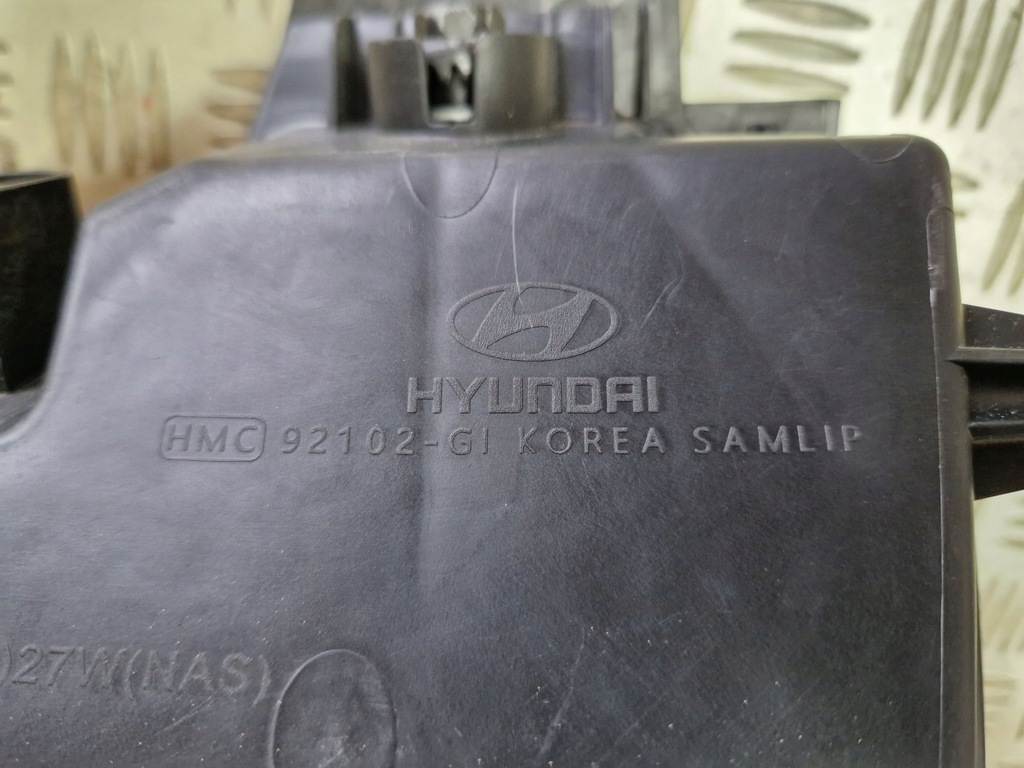 HYUNDAI
HMC 92102-GI KOREA SAMLIP
)27W(NAS)